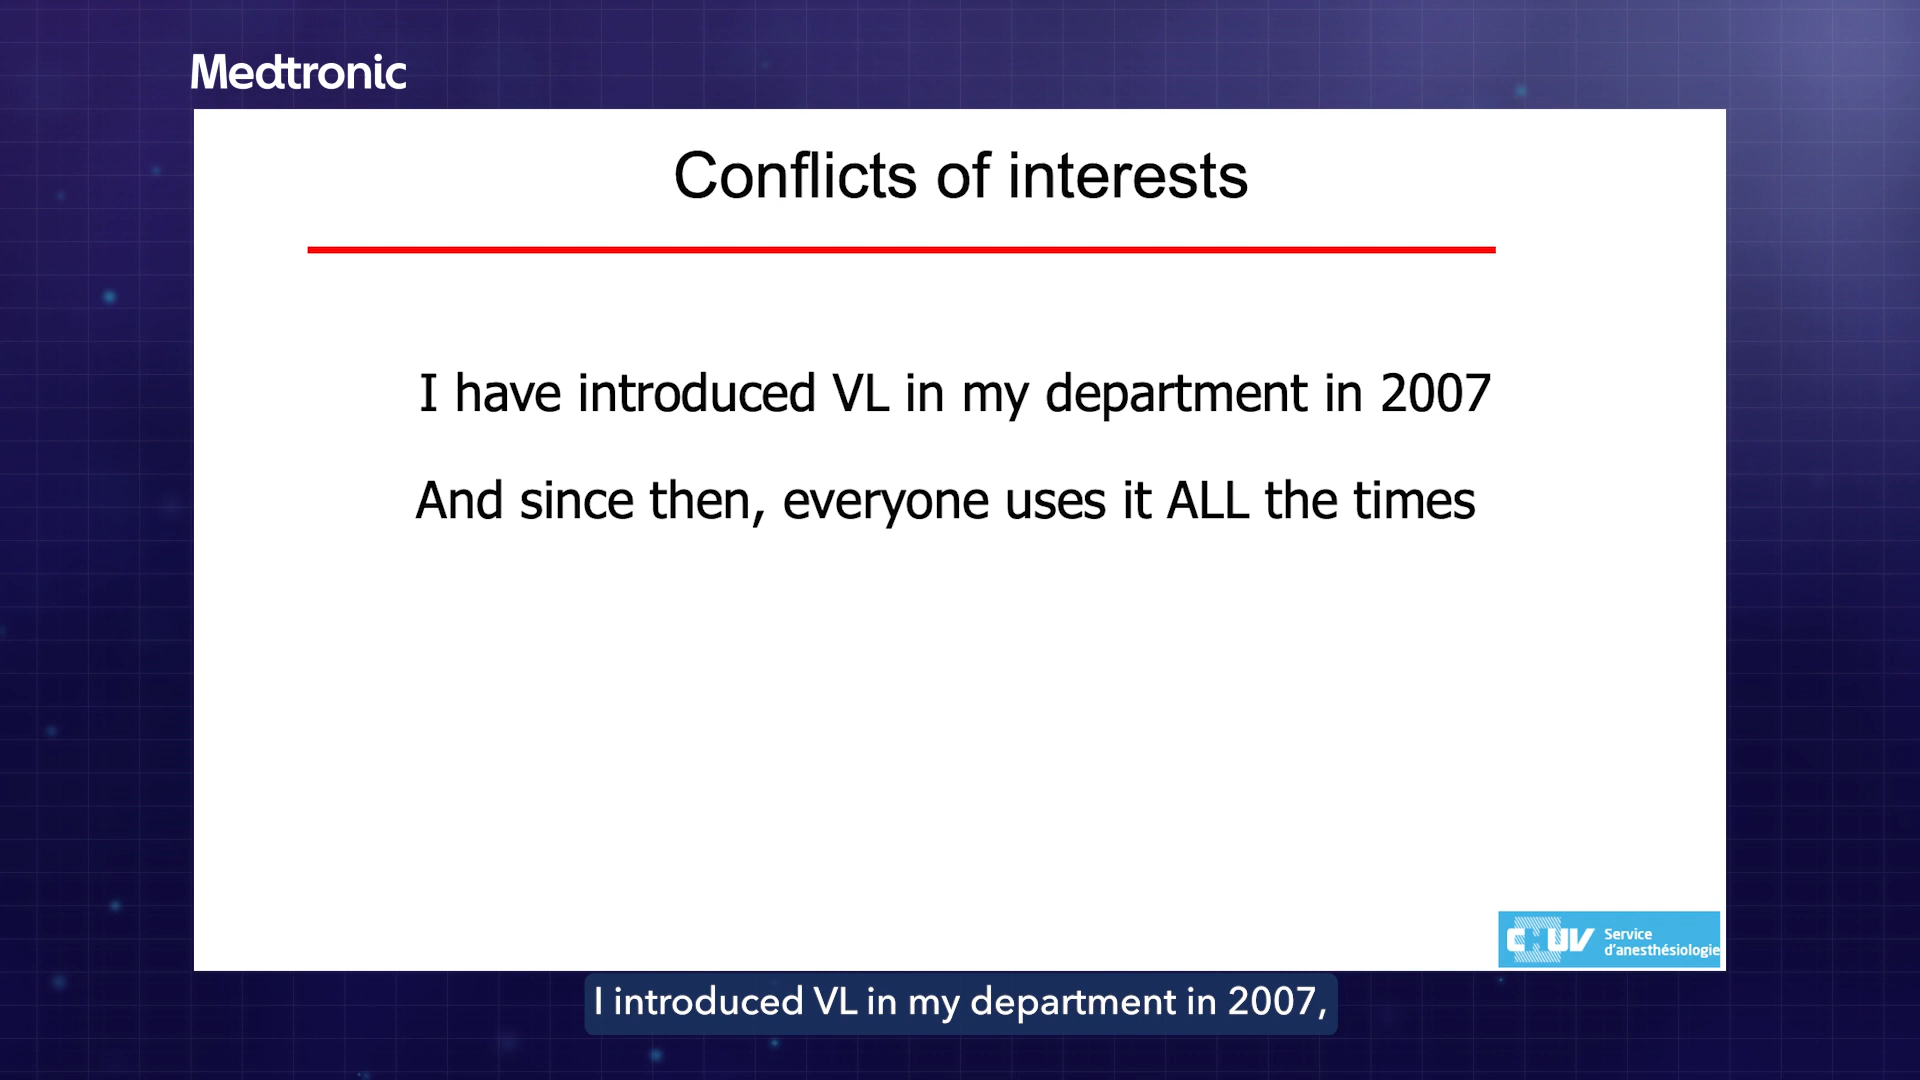 Medtronic
Conflicts of interests
I have introduced VL in my department in 2007
And since then, everyone uses it ALL the times
CHUV
Service
d'anesthésiologie
I introduced VL in my department in 2007,